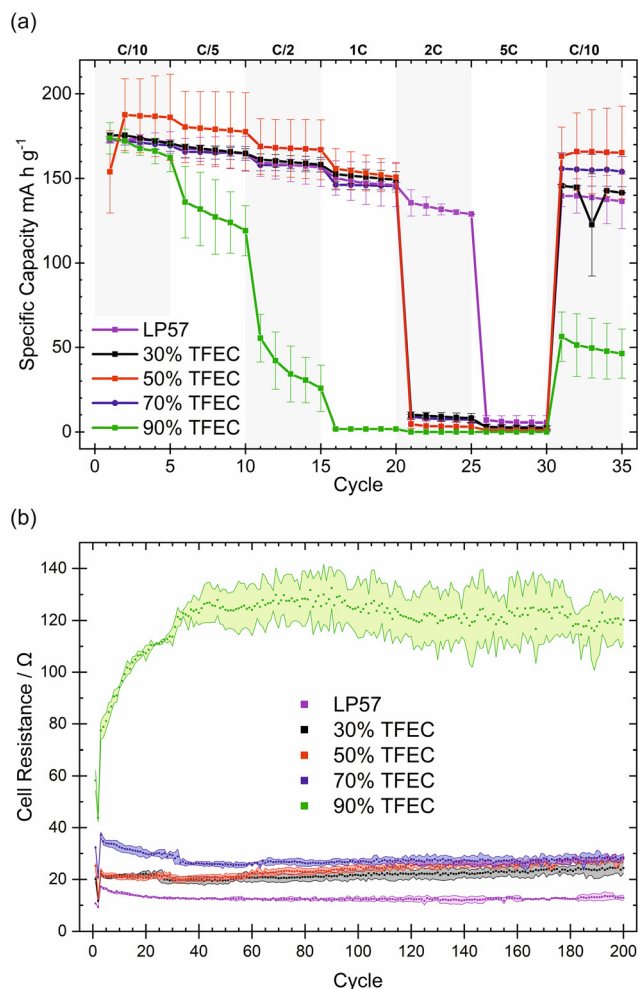 (a)
C/10 C/5 C/2 1C 2C 5C C/10
200
150
100
50
0
Specific Capacity mA h g⁻¹
LP57
30% TFEC
50% TFEC
70% TFEC
90% TFEC
0 5 10 15 20 25 30 35
Cycle
(b)
140
120
100
80
60
40
20
0
Cell Resistance / Ω
LP57
30% TFEC
50% TFEC
70% TFEC
90% TFEC
0 20 40 60 80 100 120 140 160 180 200
Cycle